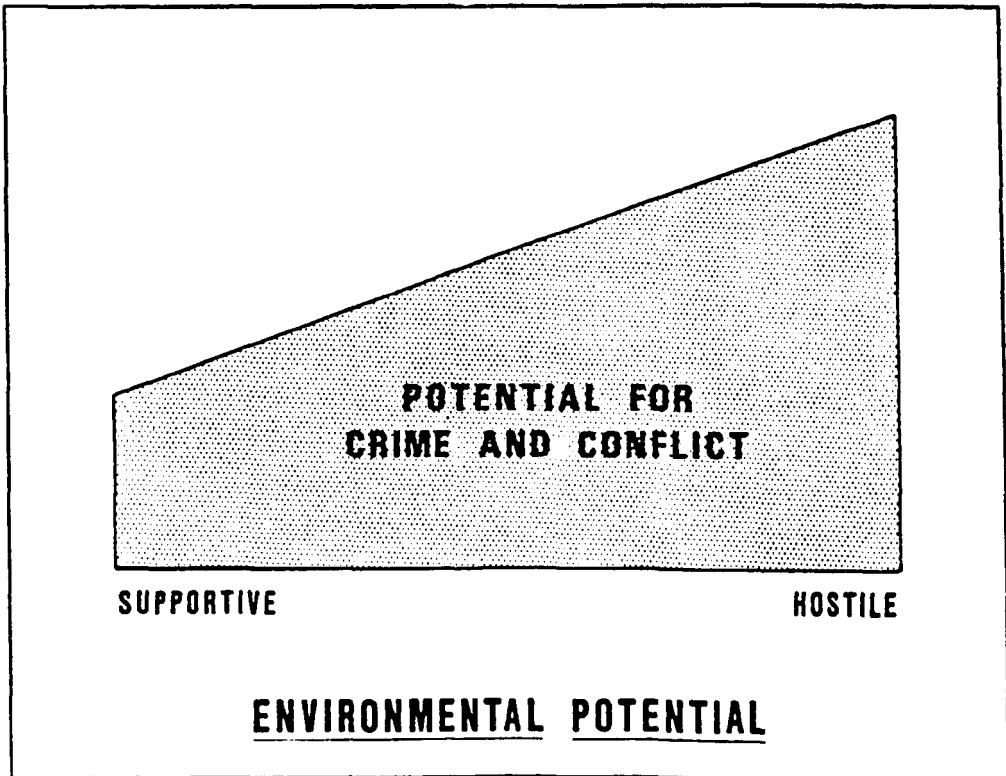 POTENTIAL FOR
CRIME AND CONFLICT
SUPPORTIVE
HOSTILE
ENVIRONMENTAL POTENTIAL